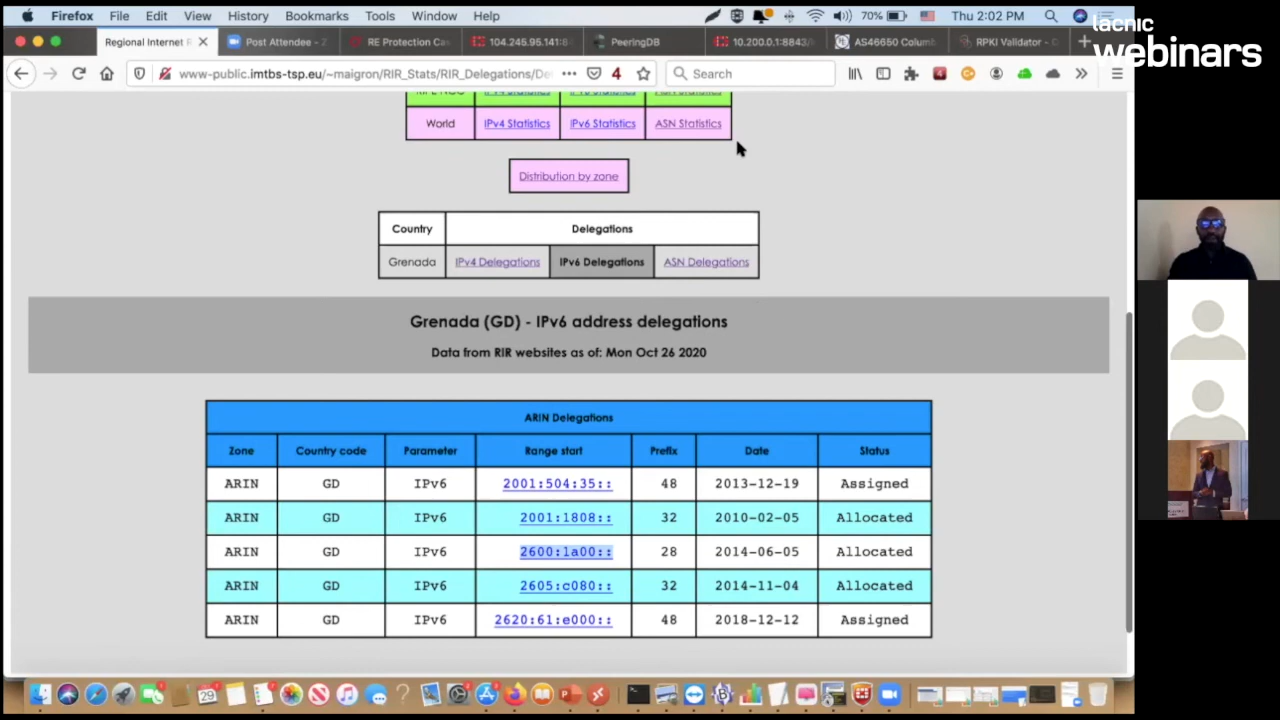 Firefox File Edit View History Bookmarks Tools Window Help 70% Thu 2:02 PM
lacnic
webinars
Regional Internet R Post Attendee - Z RE Protection Ca 104.245.95.141:8 PeeringDB 10.200.0.1:8843/ AS46650 Columb RPKI Validator -
www-public.imtbs-tsp.eu/~maigron/RIR_Stats/RIR_Delegations/De 4 Search
World IPv4 Statistics IPv6 Statistics ASN Statistics
Distribution by zone
Country Delegations
Grenada IPv4 Delegations IPv6 Delegations ASN Delegations
Grenada (GD) - IPv6 address delegations
Data from RIR websites as of: Mon Oct 26 2020
ARIN Delegations
Zone Country code Parameter Range start Prefix Date Status
ARIN GD IPv6 2001:504:35:: 48 2013-12-19 Assigned
ARIN GD IPv6 2001:1808:: 32 2010-02-05 Allocated
ARIN GD IPv6 2600:1a00:: 28 2014-06-05 Allocated
ARIN GD IPv6 2605:c080:: 32 2014-11-04 Allocated
ARIN GD IPv6 2620:61:e000:: 48 2018-12-12 Assigned
29